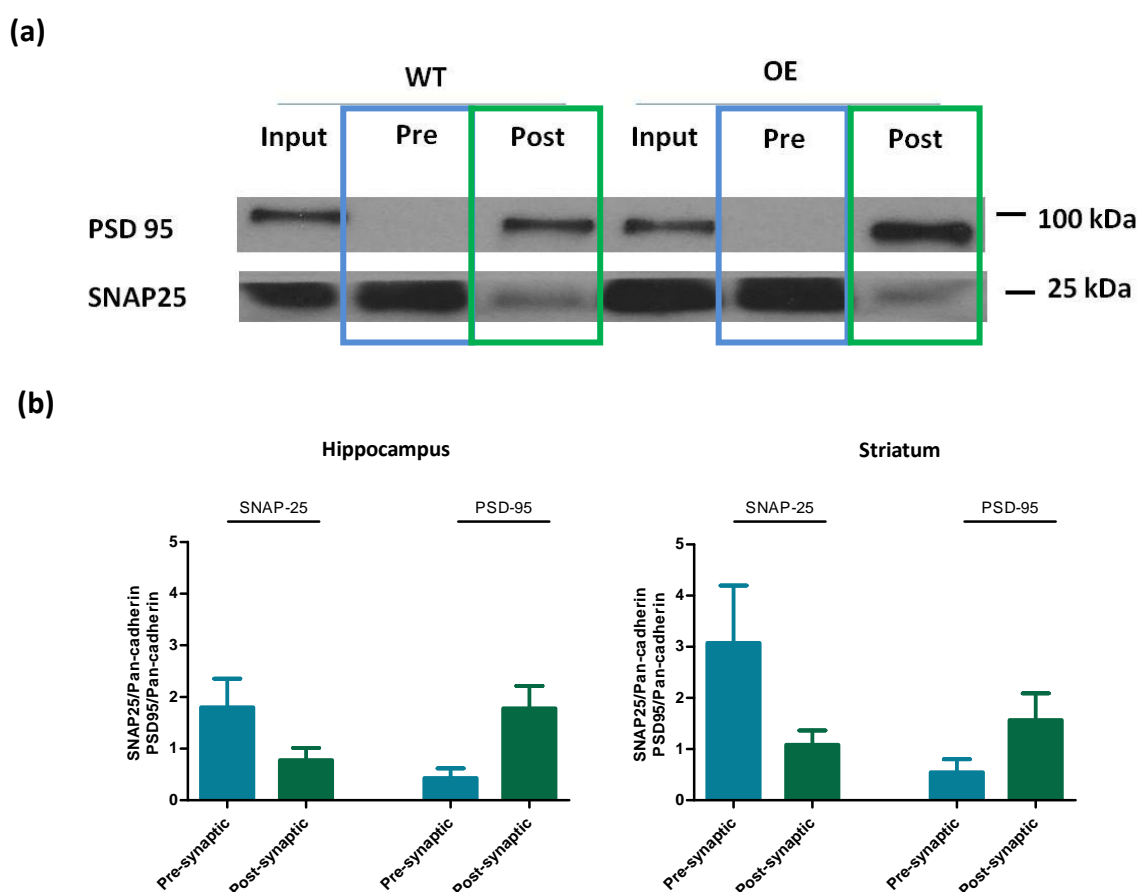 (a)
WT OE
Input Pre Post Input Pre Post
PSD 95 100 kDa
SNAP25 25 kDa
(b)
Hippocampus Striatum
SNAP-25 PSD-95 SNAP-25 PSD-95
SNAP25/Pan-cadherin
PSD95/Pan-cadherin
5
4
3
2
1
0
Pre-synaptic Post-synaptic Pre-synaptic Post-synaptic
SNAP25/Pan-cadherin
PSD95/Pan-cadherin
5
4
3
2
1
0
Pre-synaptic Post-synaptic Pre-synaptic Post-synaptic